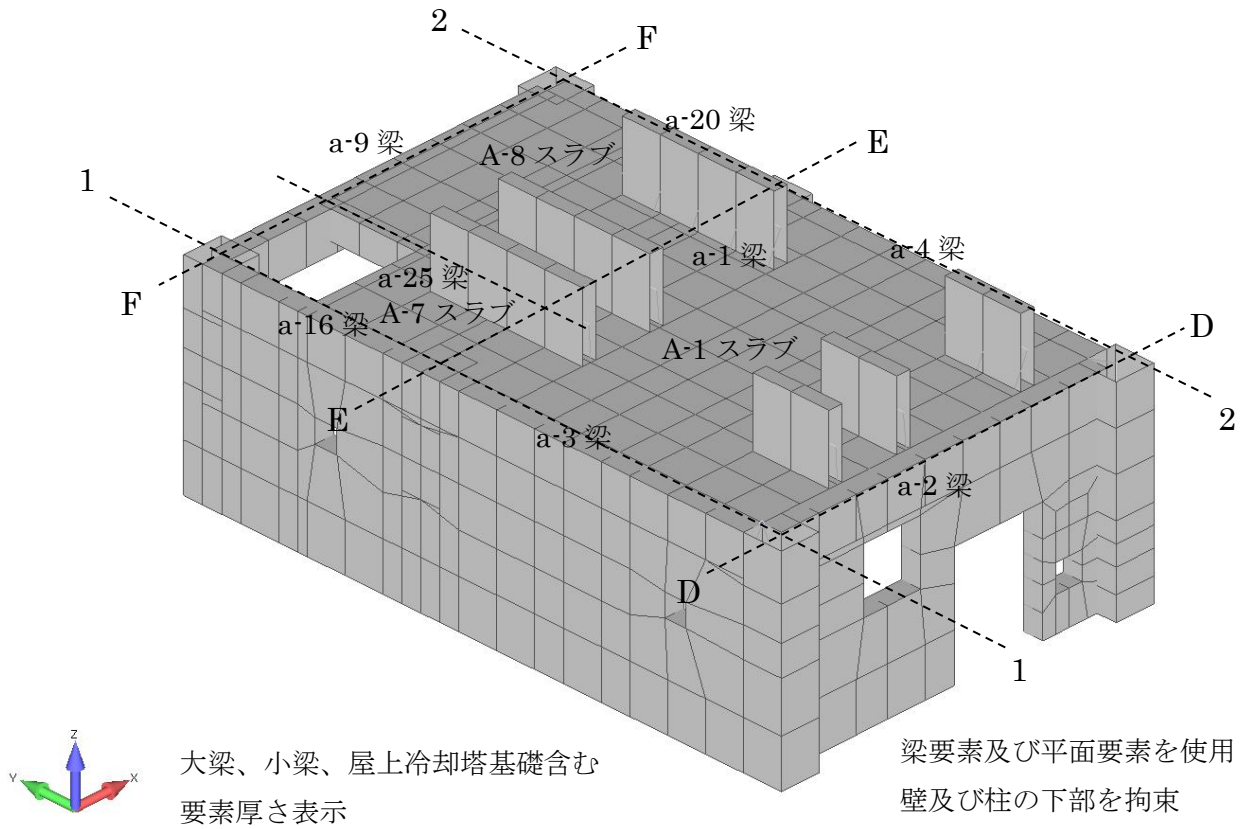 2
F
a-20 梁
a-9 梁
E
A-8 スラブ
1
a-1 梁
a-4 梁
a-25 梁
F
A-7 スラブ
a-16 梁
D
A-1 スラブ
E
2
a-3 梁
a-2 梁
D
1
Z
Y
X
大梁、小梁、屋上冷却塔基礎含む
要素厚さ表示
梁要素及び平面要素を使用
壁及び柱の下部を拘束